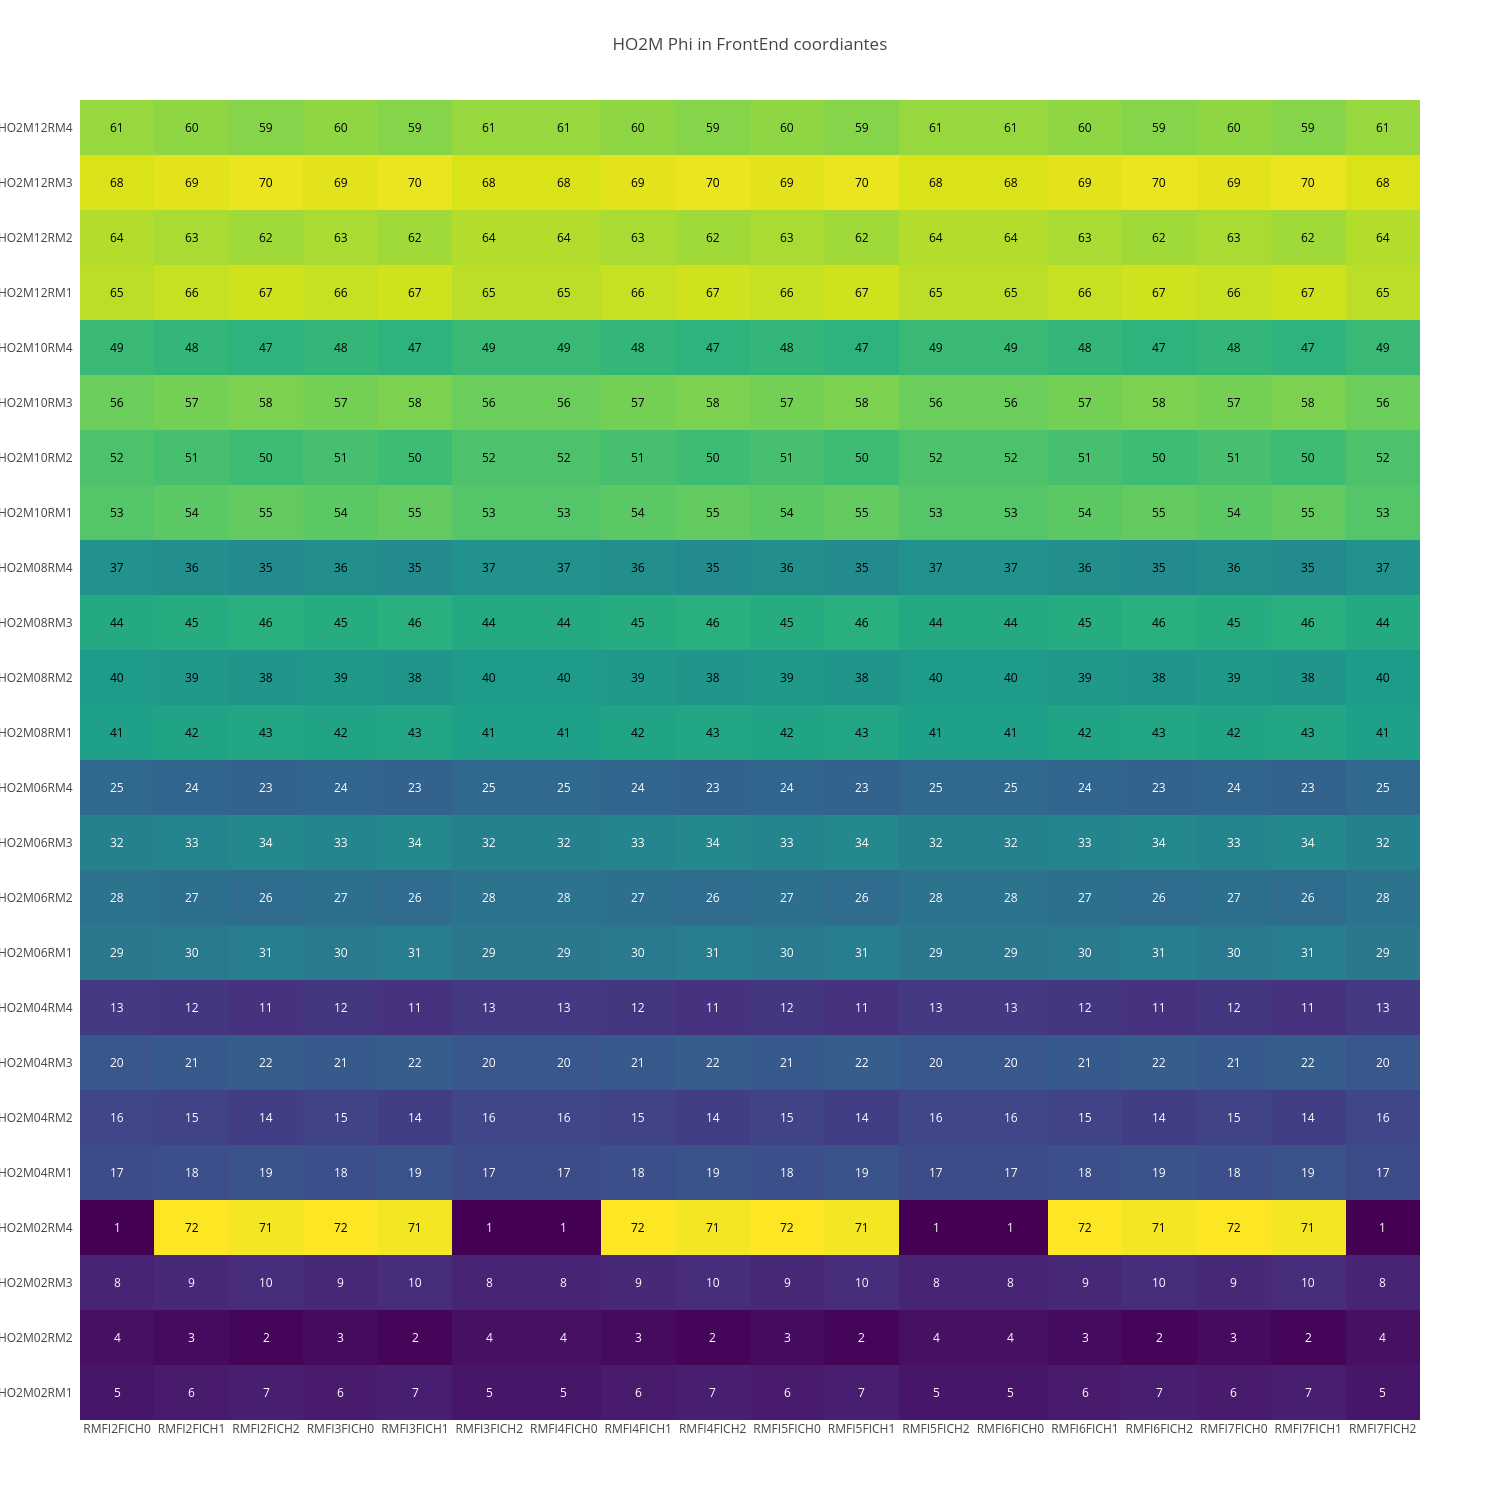 HO2M Phi in FrontEnd coordiantes
HO2M12RM4 61 60 59 60 59 61 61 60 59 60 59 61 61 60 59 60 59 61
HO2M12RM3 68 69 70 69 70 68 68 69 70 69 70 68 68 69 70 69 70 68
HO2M12RM2 64 63 62 63 62 64 64 63 62 63 62 64 64 63 62 63 62 64
HO2M12RM1 65 66 67 66 67 65 65 66 67 66 67 65 65 66 67 66 67 65
HO2M10RM4 49 48 47 48 47 49 49 48 47 48 47 49 49 48 47 48 47 49
HO2M10RM3 56 57 58 57 58 56 56 57 58 57 58 56 56 57 58 57 58 56
HO2M10RM2 52 51 50 51 50 52 52 51 50 51 50 52 52 51 50 51 50 52
HO2M10RM1 53 54 55 54 55 53 53 54 55 54 55 53 53 54 55 54 55 53
HO2M08RM4 37 36 35 36 35 37 37 36 35 36 35 37 37 36 35 36 35 37
HO2M08RM3 44 45 46 45 46 44 44 45 46 45 46 44 44 45 46 45 46 44
HO2M08RM2 40 39 38 39 38 40 40 39 38 39 38 40 40 39 38 39 38 40
HO2M08RM1 41 42 43 42 43 41 41 42 43 42 43 41 41 42 43 42 43 41
HO2M06RM4 25 24 23 24 23 25 25 24 23 24 23 25 25 24 23 24 23 25
HO2M06RM3 32 33 34 33 34 32 32 33 34 33 34 32 32 33 34 33 34 32
HO2M06RM2 28 27 26 27 26 28 28 27 26 27 26 28 28 27 26 27 26 28
HO2M06RM1 29 30 31 30 31 29 29 30 31 30 31 29 29 30 31 30 31 29
HO2M04RM4 13 12 11 12 11 13 13 12 11 12 11 13 13 12 11 12 11 13
HO2M04RM3 20 21 22 21 22 20 20 21 22 21 22 20 20 21 22 21 22 20
HO2M04RM2 16 15 14 15 14 16 16 15 14 15 14 16 16 15 14 15 14 16
HO2M04RM1 17 18 19 18 19 17 17 18 19 18 19 17 17 18 19 18 19 17
HO2M02RM4 1 72 71 72 71 1 1 72 71 72 71 1 1 72 71 72 71 1
HO2M02RM3 8 9 10 9 10 8 8 9 10 9 10 8 8 9 10 9 10 8
HO2M02RM2 4 3 2 3 2 4 4 3 2 3 2 4 4 3 2 3 2 4
HO2M02RM1 5 6 7 6 7 5 5 6 7 6 7 5 5 6 7 6 7 5
RMFI2FICH0 RMFI2FICH1 RMFI2FICH2 RMFI3FICH0 RMFI3FICH1 RMFI3FICH2 RMFI4FICH0 RMFI4FICH1 RMFI4FICH2 RMFI5FICH0 RMFI5FICH1 RMFI5FICH2 RMFI6FICH0 RMFI6FICH1 RMFI6FICH2 RMFI7FICH0 RMFI7FICH1 RMFI7FICH2